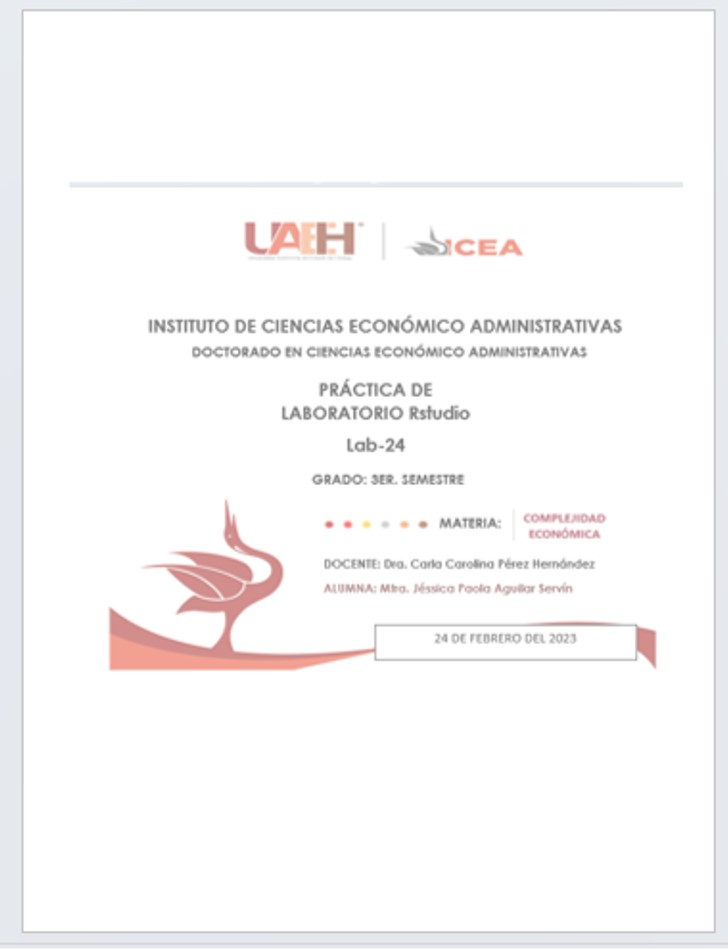 UAEH
ICEA
INSTITUTO DE CIENCIAS ECONÓMICO ADMINISTRATIVAS
DOCTORADO EN CIENCIAS ECONÓMICO ADMINISTRATIVAS
PRÁCTICA DE
LABORATORIO Rstudio
Lab-24
GRADO: 3ER. SEMESTRE
MATERIA:
COMPLEJIDAD
ECONÓMICA
DOCENTE: Dra. Carla Carolina Pérez Hernández
ALUMNA: Mtra. Jéssica Paola Aguilar Servín
24 DE FEBRERO DEL 2023